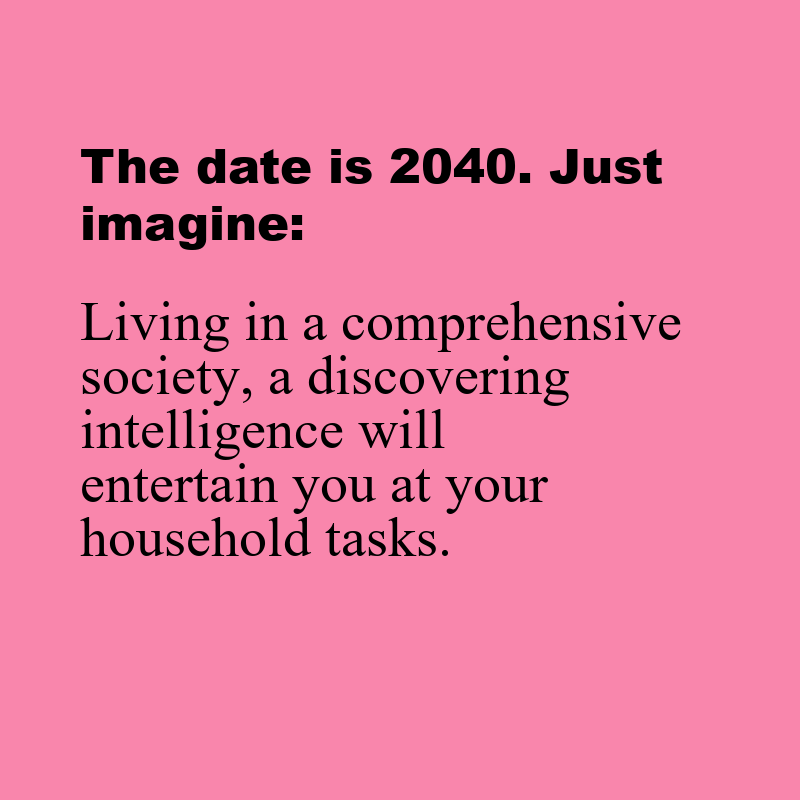 The date is 2040. Just
imagine:
Living in a comprehensive
society, a discovering
intelligence will
entertain you at your
household tasks.